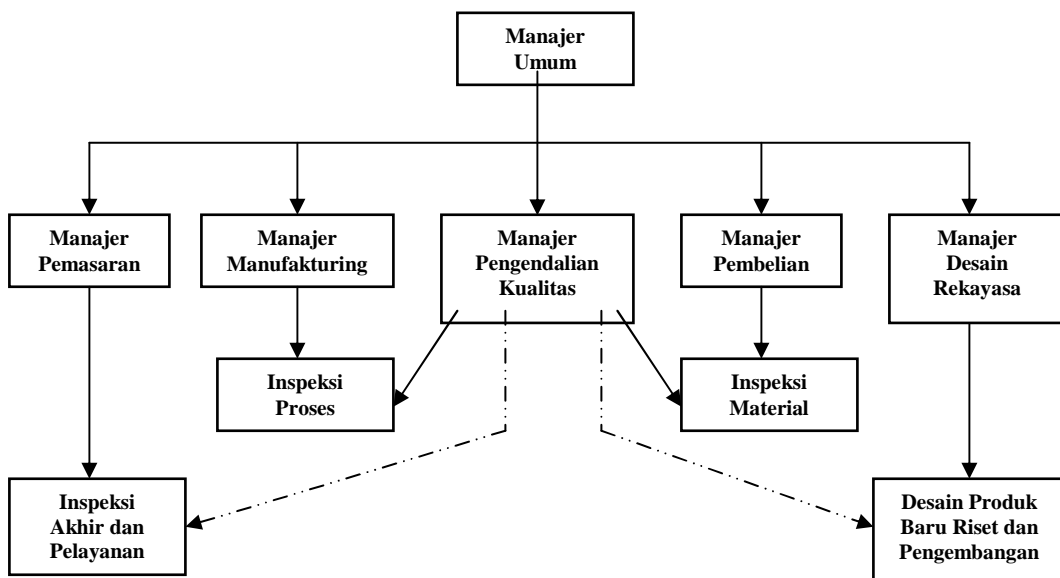 Manajer
Umum
Manajer
Pemasaran
Manajer
Manufakturing
Manajer
Pengendalian
Kualitas
Manajer
Pembelian
Manajer
Desain
Rekayasa
Inspeksi
Proses
Inspeksi
Material
Inspeksi
Akhir dan
Pelayanan
Desain Produk
Baru Riset dan
Pengembangan